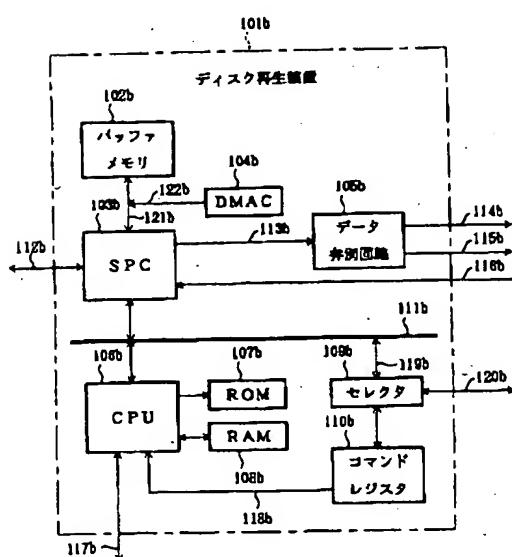 101b
ディスク再生装置
102b
バッファ
メモリ
104b
122b
DMAC
105b
103b
121b
114b
113b
データ
弁別回路
115b
112b
SPC
116b
111b
106b
107b
109b
119b
ROM
120b
セレクタ
CPU
110b
RAM
コマンド
レジスタ
108b
118b
117b